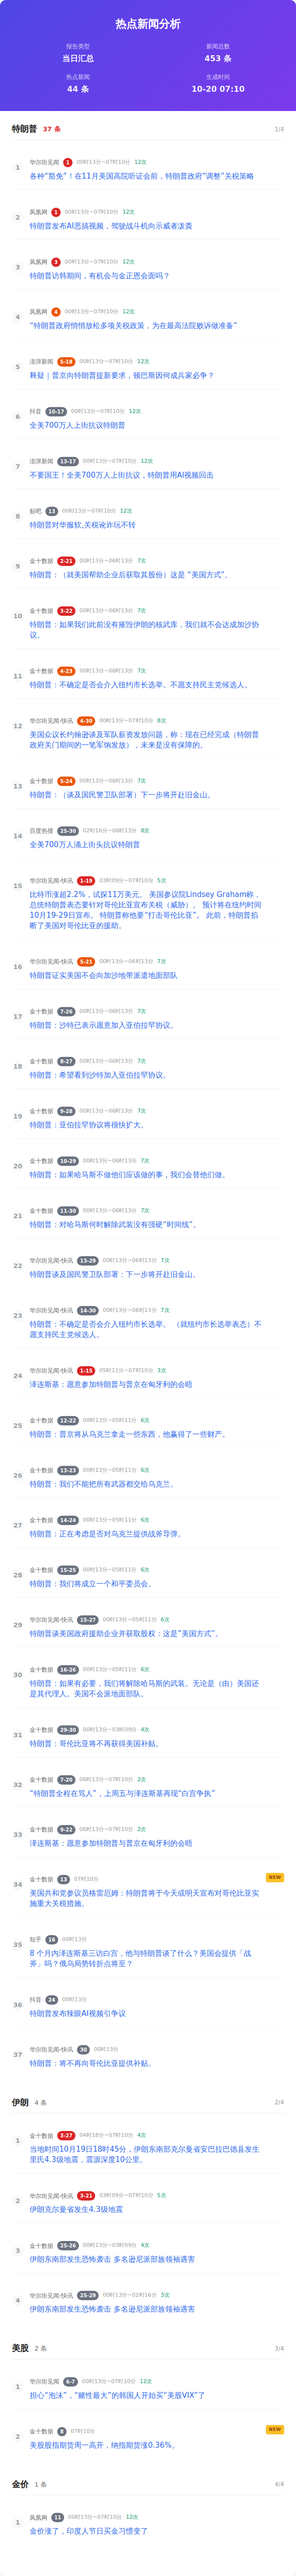 热点新闻分析
报告类型
新闻总数
当日汇总
453 条
热点新闻
生成时间
44 条
10-20 07:10
特朗普 37 条 1/4
1
华尔街见闻 1 00时13分~07时10分 12次
各种“豁免”！在11月美国高院听证会前，特朗普政府“调整”关税策略
2
凤凰网 1 00时13分~07时10分 12次
特朗普发布AI恶搞视频，驾驶战斗机向示威者泼粪
3
凤凰网 3 00时13分~07时10分 12次
特朗普访韩期间，有机会与金正恩会面吗？
4
凤凰网 4 00时13分~07时10分 12次
“特朗普政府悄悄放松多项关税政策，为在最高法院败诉做准备”
5
澎湃新闻 5-18 00时13分~07时10分 12次
释疑｜普京向特朗普提新要求，顿巴斯因何成兵家必争？
6
抖音 10-17 00时13分~07时10分 12次
全美700万人上街抗议特朗普
7
澎湃新闻 13-17 00时13分~07时10分 12次
不要国王！全美700万人上街抗议，特朗普用AI视频回击
8
贴吧 13 00时13分~07时10分 12次
特朗普对华服软,关税讹诈玩不转
9
金十数据 2-21 00时13分~06时13分 7次
特朗普：（就美国帮助企业后获取其股份）这是 “美国方式”。
10
金十数据 3-22 00时13分~06时13分 7次
特朗普：如果我们此前没有摧毁伊朗的核武库，我们就不会达成加沙协
议。
11
金十数据 4-23 00时13分~06时13分 7次
特朗普：不确定是否会介入纽约市长选举。不愿支持民主党候选人。
12
华尔街见闻-快讯 4-30 00时13分~07时10分 8次
美国众议长约翰逊谈及军队薪资发放问题，称：现在已经完成（特朗普
政府关门期间的一笔军饷发放），未来是没有保障的。
13
金十数据 5-24 00时13分~06时13分 7次
特朗普：（谈及国民警卫队部署）下一步将开赴旧金山。
14
百度热搜 25-30 02时16分~06时13分 8次
全美700万人涌上街头抗议特朗普
15
华尔街见闻-快讯 1-19 03时09分~07时10分 5次
比特币涨超2.2%，试探11万美元。 美国参议院Lindsey Graham称，
总统特朗普表态要针对哥伦比亚宣布关税（威胁）。 预计将在纽约时间
10月19日-29日宣布。 特朗普称他要“打击哥伦比亚”。 此前，特朗普掐
断了美国对哥伦比亚的援助。
16
华尔街见闻-快讯 5-21 00时13分~06时13分 7次
特朗普证实美国不会向加沙地带派遣地面部队
17
金十数据 7-26 00时13分~06时13分 7次
特朗普：沙特已表示愿意加入亚伯拉罕协议。
18
金十数据 8-27 00时13分~06时13分 7次
特朗普：希望看到沙特加入亚伯拉罕协议。
19
金十数据 9-28 00时13分~06时13分 7次
特朗普：亚伯拉罕协议将很快扩大。
20
金十数据 10-29 00时13分~06时13分 7次
特朗普：如果哈马斯不做他们应该做的事，我们会替他们做。
21
金十数据 11-30 00时13分~06时13分 7次
特朗普：对哈马斯何时解除武装没有强硬“时间线”。
22
华尔街见闻-快讯 13-29 00时13分~06时13分 7次
特朗普谈及国民警卫队部署：下一步将开赴旧金山。
23
华尔街见闻-快讯 14-30 00时13分~06时13分 7次
特朗普：不确定是否会介入纽约市长选举。 （就纽约市长选举表态）不
愿支持民主党候选人。
24
华尔街见闻-快讯 1-15 05时11分~07时10分 3次
泽连斯基：愿意参加特朗普与普京在匈牙利的会晤
25
金十数据 12-22 00时13分~05时11分 6次
特朗普：普京将从乌克兰拿走一些东西，他赢得了一些财产。
26
金十数据 13-23 00时13分~05时11分 6次
特朗普：我们不能把所有武器都交给乌克兰。
27
金十数据 14-24 00时13分~05时11分 6次
特朗普：正在考虑是否对乌克兰提供战斧导弹。
28
金十数据 15-25 00时13分~05时11分 6次
特朗普：我们将成立一个和平委员会。
29
华尔街见闻-快讯 15-27 00时13分~05时11分 6次
特朗普谈美国政府援助企业并获取股权：这是“美国方式”。
30
金十数据 16-26 00时13分~05时11分 6次
特朗普：如果有必要，我们将解除哈马斯的武装。无论是（由）美国还
是其代理人。美国不会派地面部队。
31
金十数据 29-30 00时13分~03时09分 4次
特朗普：哥伦比亚将不再获得美国补贴。
32
金十数据 7-20 06时13分~07时10分 2次
“特朗普全程在骂人”，上周五与泽连斯基再现“白宫争执”
33
金十数据 9-22 06时13分~07时10分 2次
泽连斯基：愿意参加特朗普与普京在匈牙利的会晤
34
金十数据 13 07时10分 NEW
美国共和党参议员格雷厄姆：特朗普将于今天或明天宣布对哥伦比亚实
施重大关税措施。
35
知乎 16 00时13分
8 个月内泽连斯基三访白宫，他与特朗普谈了什么？美国会提供「战
斧」吗？俄乌局势转折点将至？
36
抖音 24 00时13分
特朗普发布辣眼AI视频引争议
37
华尔街见闻-快讯 30 00时13分
特朗普：将不再向哥伦比亚提供补贴。
伊朗 4 条 2/4
1
金十数据 3-27 04时18分~07时10分 4次
当地时间10月19日18时45分，伊朗东南部克尔曼省安巴拉巴德县发生
里氏4.3级地震，震源深度10公里。
2
华尔街见闻-快讯 3-21 03时09分~07时10分 5次
伊朗克尔曼省发生4.3级地震
3
金十数据 25-26 00时13分~03时09分 4次
伊朗东南部发生恐怖袭击 多名逊尼派部族领袖遇害
4
华尔街见闻-快讯 25-29 00时13分~02时16分 3次
伊朗东南部发生恐怖袭击 多名逊尼派部族领袖遇害
美股 2 条 3/4
1
华尔街见闻 6-7 00时13分~07时10分 12次
担心“泡沫”，“赌性最大”的韩国人开始买“美股VIX”了
2
金十数据 8 07时10分 NEW
美股股指期货周一高开，纳指期货涨0.36%。
金价 1 条 4/4
1
凤凰网 11 00时13分~07时10分 12次
金价涨了，印度人节日买金习惯变了